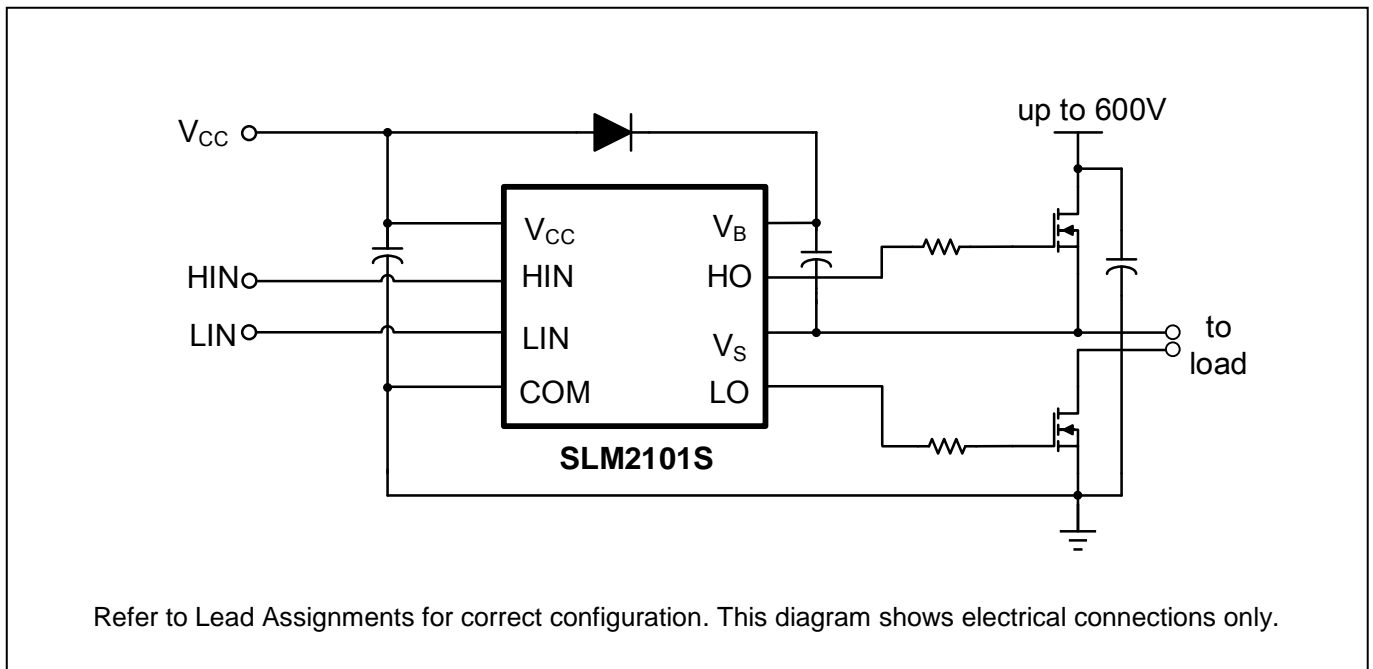 up to 600V
VCC
VCC
VB
HIN
HIN
HO
LIN
LIN
VS
to
load
COM
LO
SLM2101S
Refer to Lead Assignments for correct configuration. This diagram shows electrical connections only.